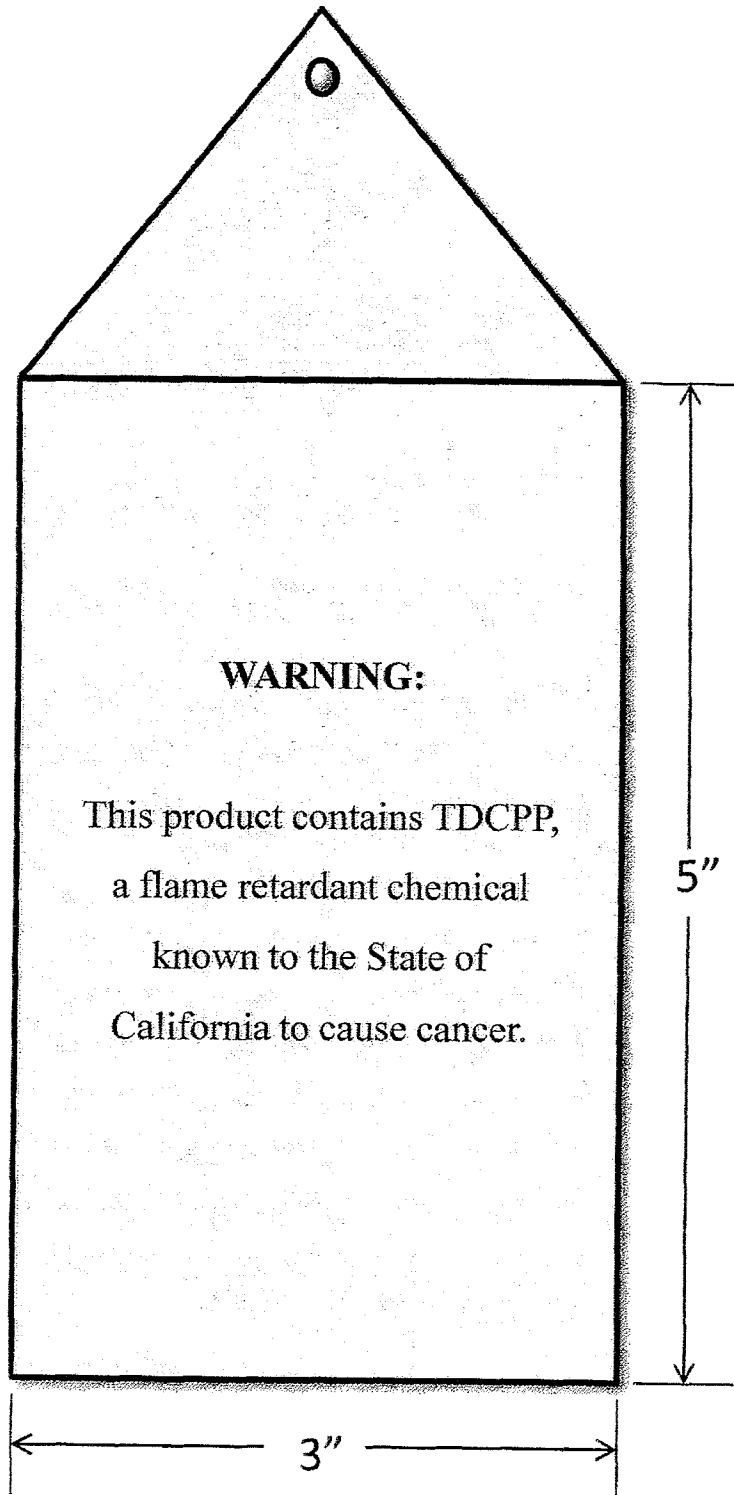 WARNING:
This product contains TDCPP,
a flame retardant chemical
known to the State of
California to cause cancer.
5"
3"